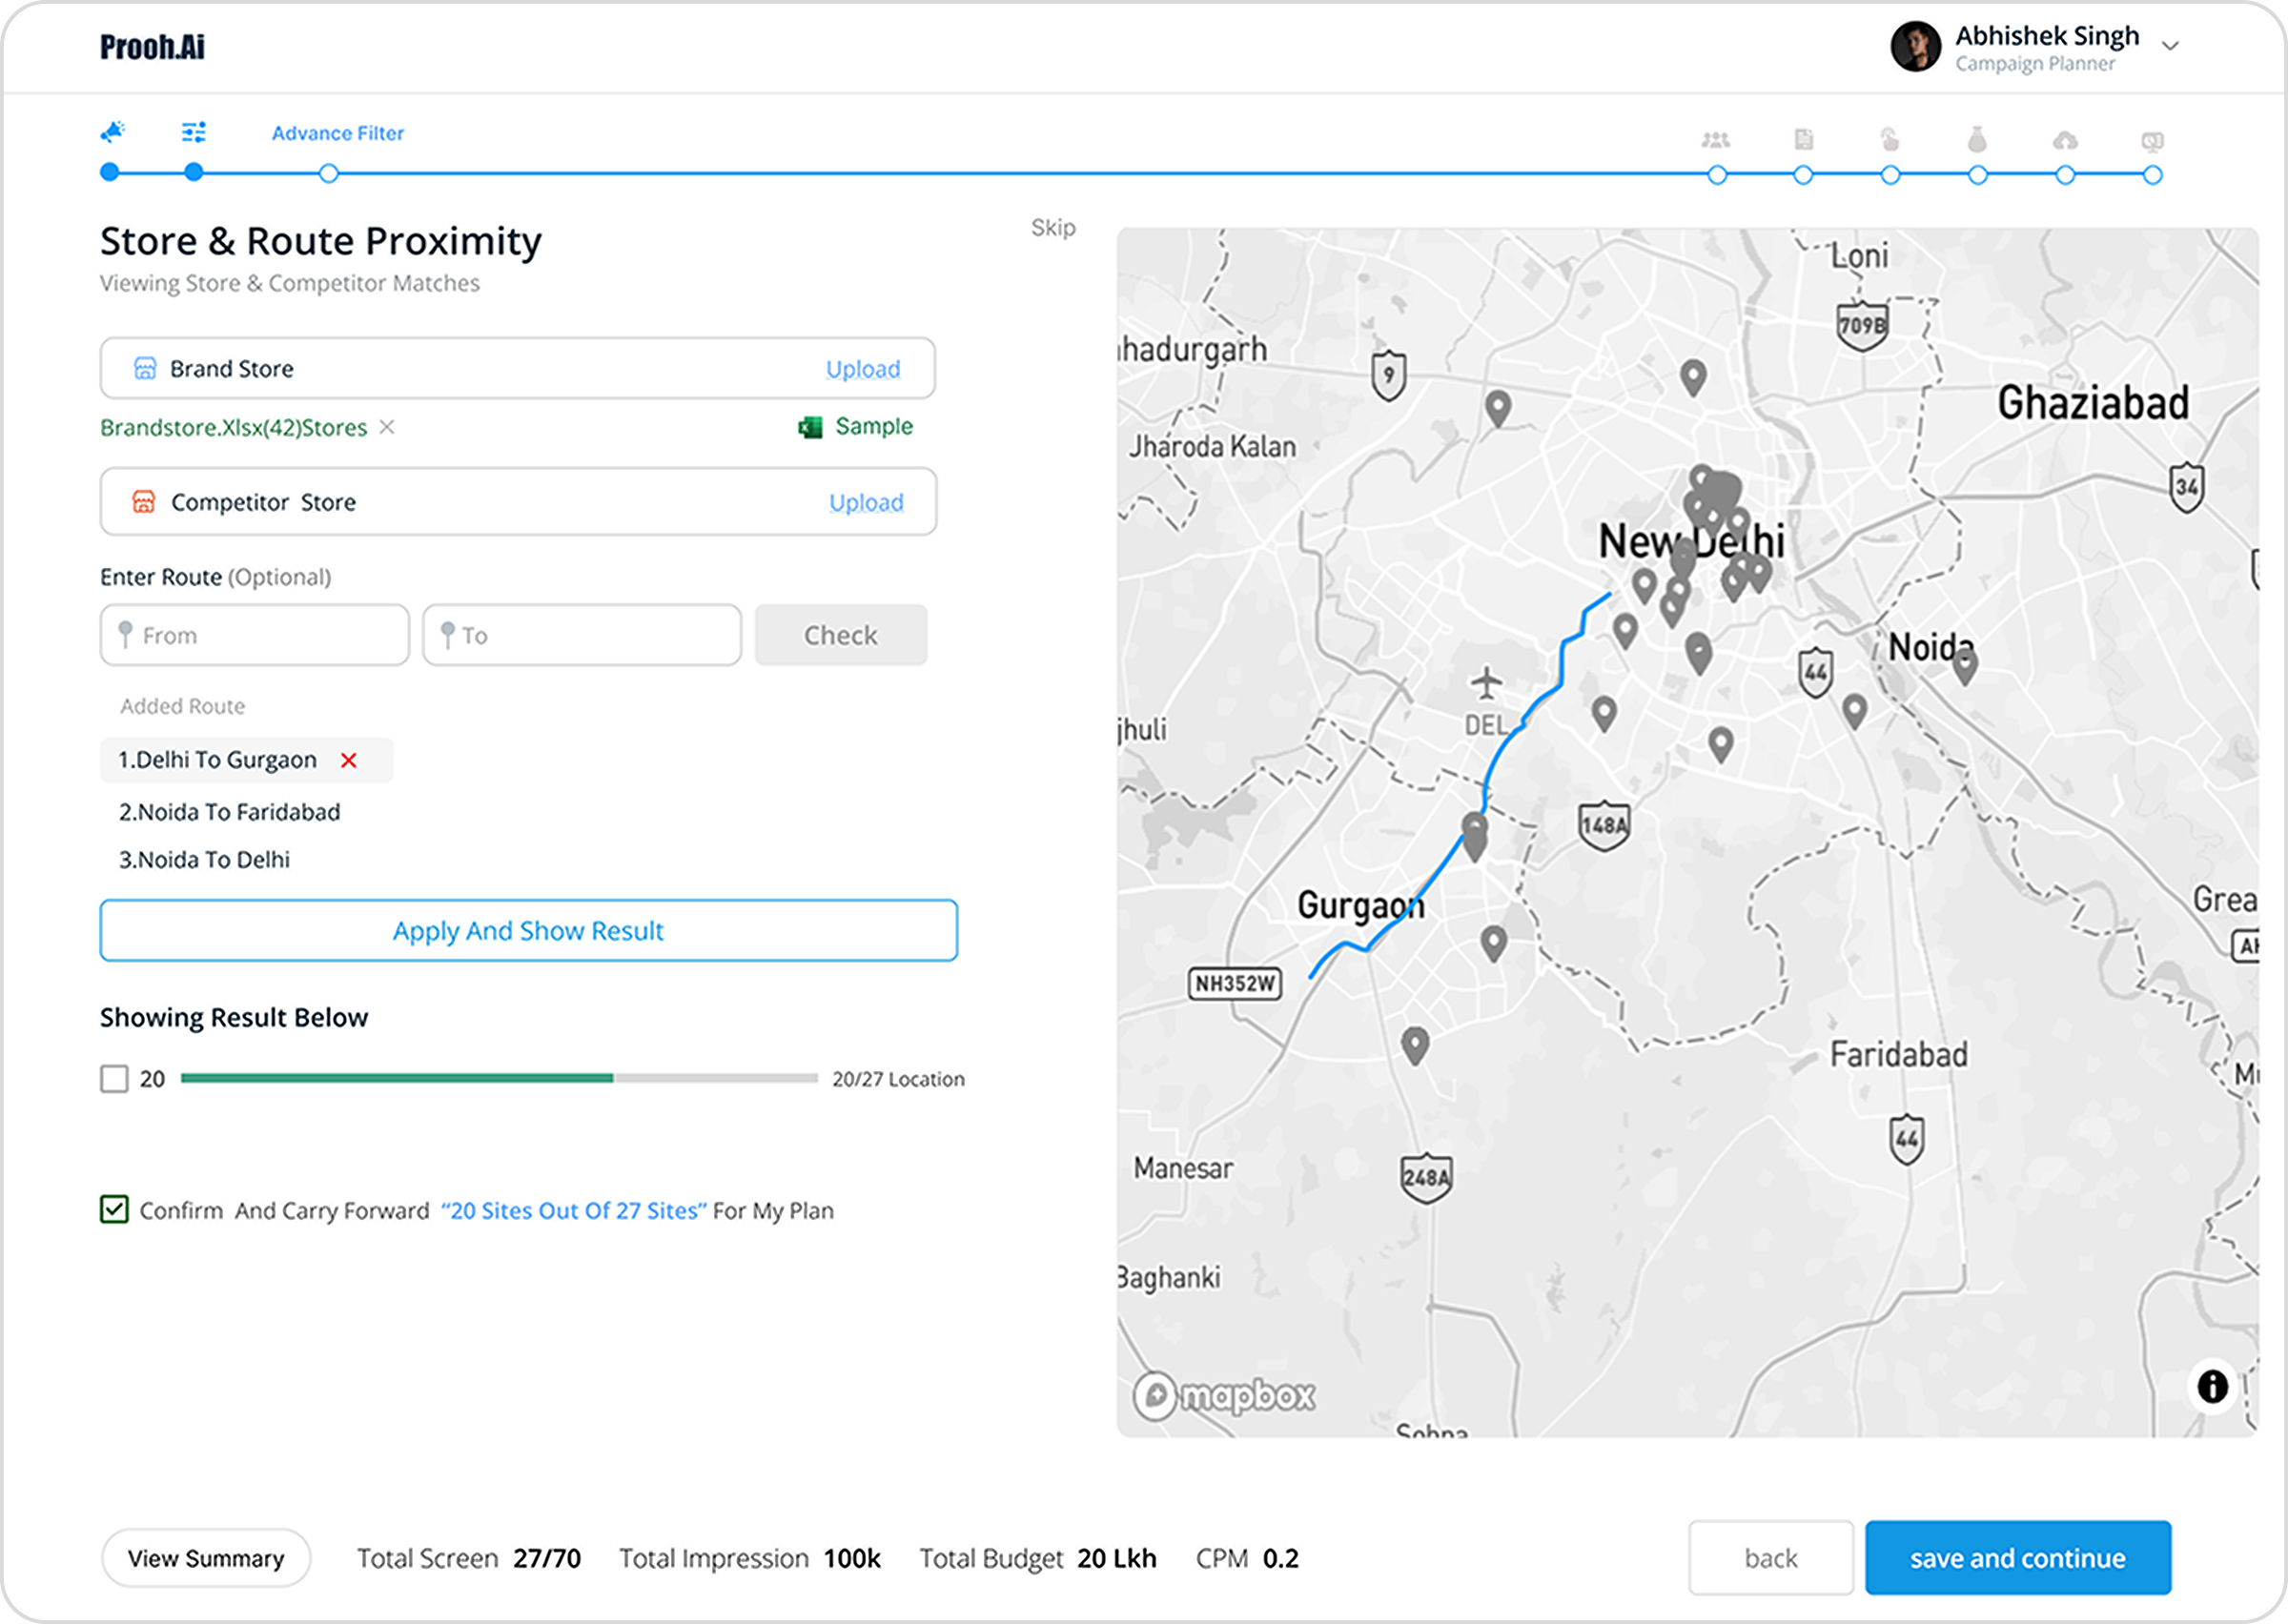 Prooh.Ai
Abhishek Singh
Campaign Planner
Advance Filter
Store & Route Proximity
Skip
Viewing Store & Competitor Matches
Brand Store
Upload
Brandstore.Xlsx(42)Stores
Sample
Competitor Store
Upload
Enter Route (Optional)
From
To
Check
Added Route
1.Delhi To Gurgaon
2.Noida To Faridabad
3.Noida To Delhi
Apply And Show Result
Showing Result Below
20
20/27 Location
Confirm And Carry Forward “20 Sites Out Of 27 Sites” For My Plan
Loni
709B
hadurgarh
9
Ghaziabad
Jharoda Kalan
34
New Delhi
Noida
44
DEL
jhuli
148A
Gurgaon
Grea
AH
NH352W
Faridabad
Mu
44
Manesar
248A
Baghanki
mapbox
Sohna
View Summary
Total Screen 27/70
Total Impression 100k
Total Budget 20 Lkh
CPM 0.2
back
save and continue